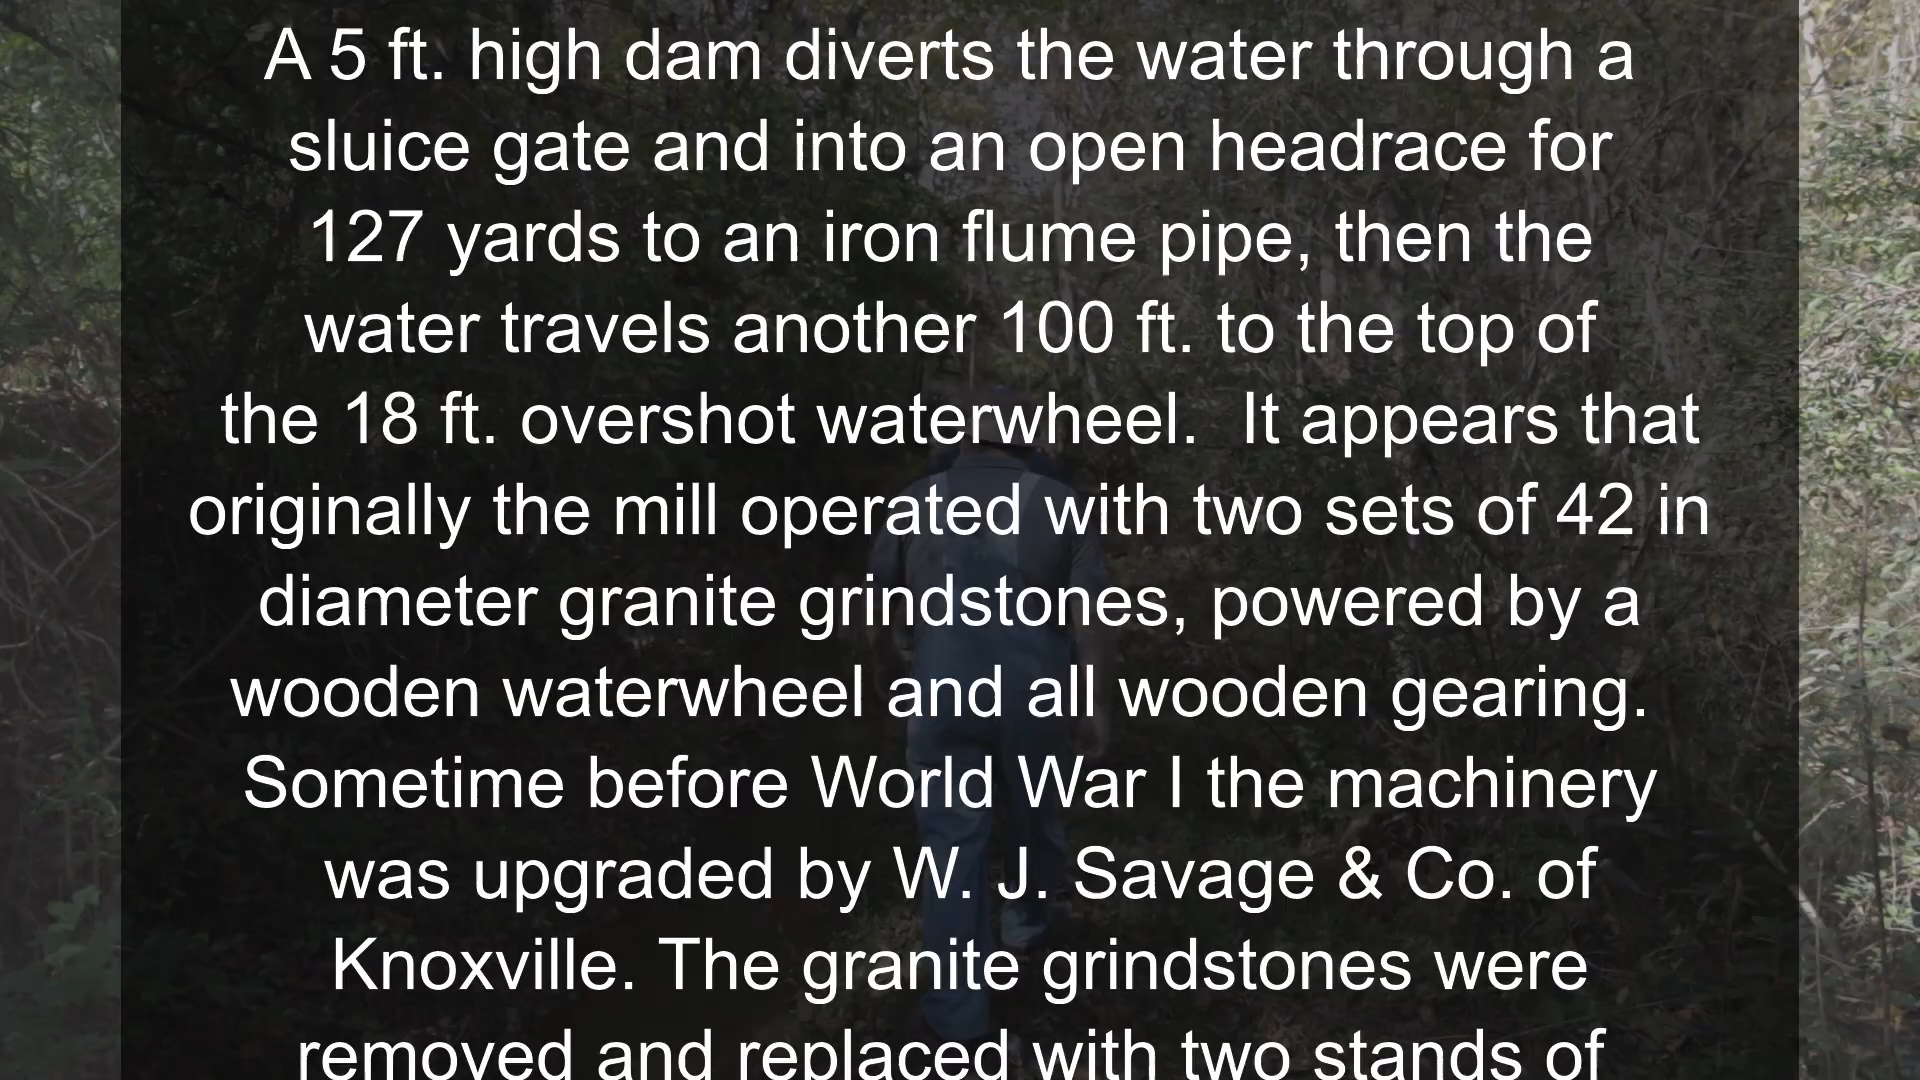 A 5 ft. high dam diverts the water through a
sluice gate and into an open headrace for
127 yards to an iron flume pipe, then the
water travels another 100 ft. to the top of
the 18 ft. overshot waterwheel.  It appears that
originally the mill operated with two sets of 42 in
diameter granite grindstones, powered by a
wooden waterwheel and all wooden gearing.
Sometime before World War I the machinery
was upgraded by W. J. Savage & Co. of
Knoxville. The granite grindstones were
removed and replaced with two stands of